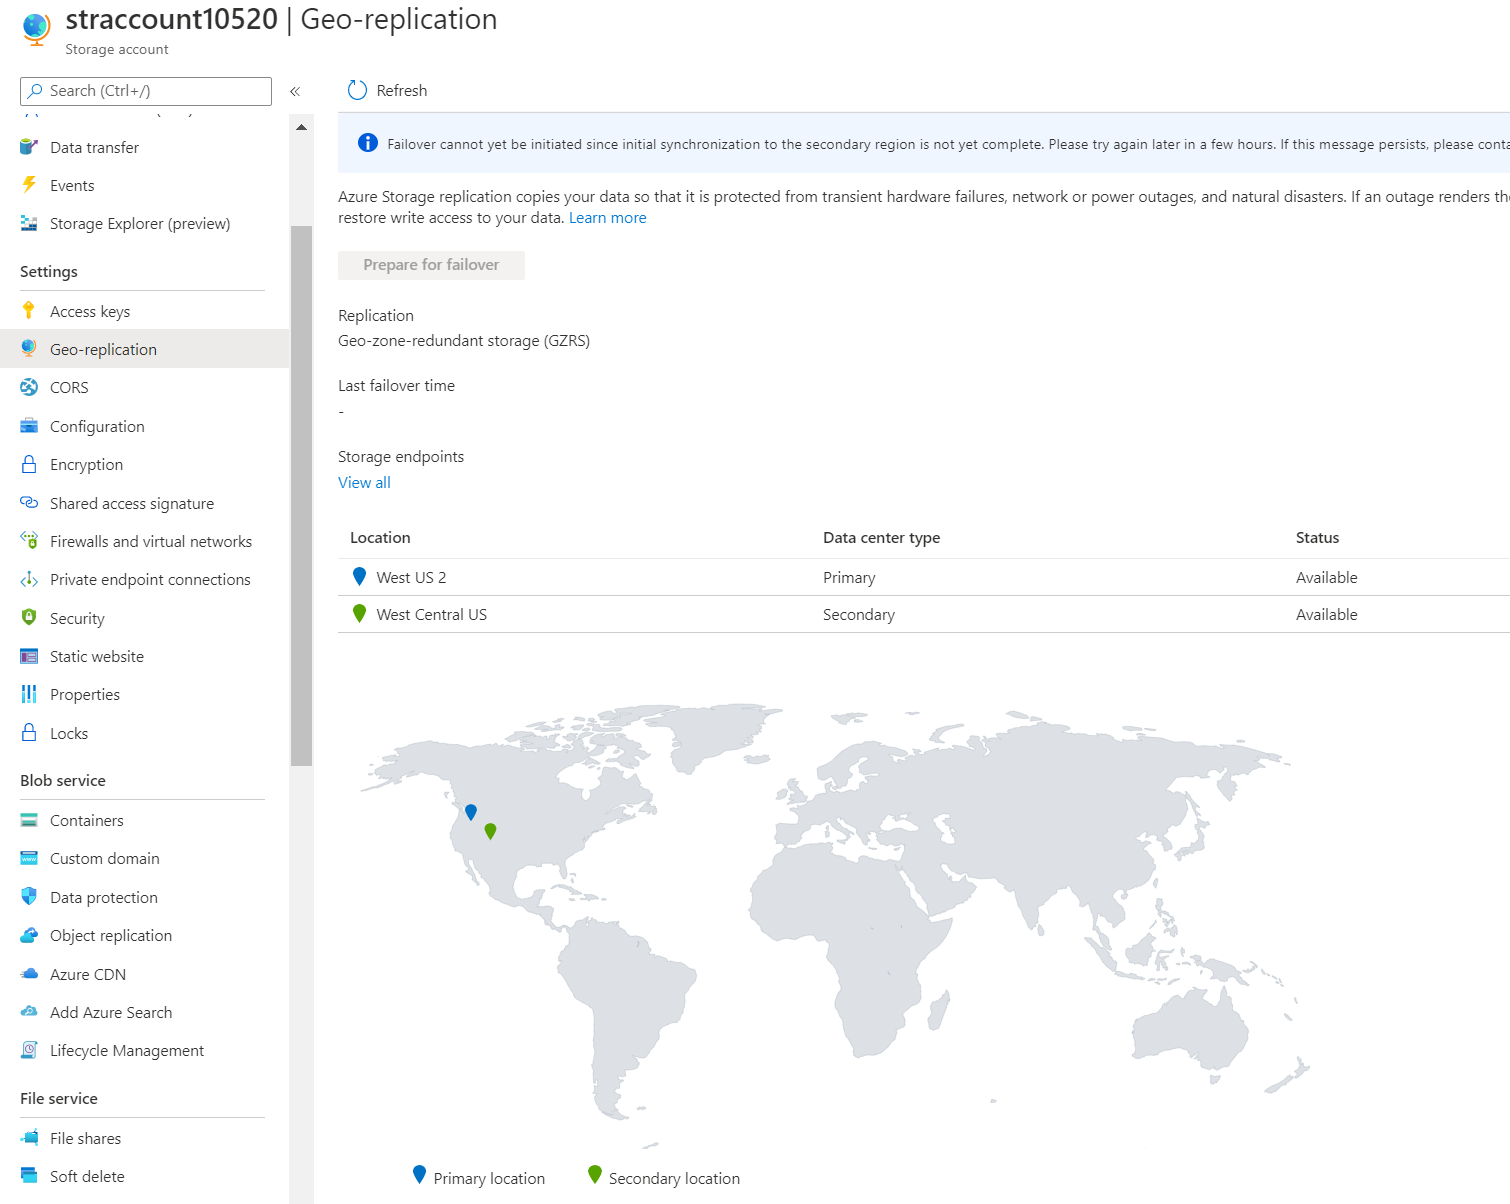 straccount10520 | Geo-replication
Storage account
Search (Ctrl+/)
«
Data transfer
Events
Storage Explorer (preview)
Settings
Access keys
Geo-replication
CORS
Configuration
Encryption
Shared access signature
Firewalls and virtual networks
Private endpoint connections
Security
Static website
Properties
Locks
Blob service
Containers
Custom domain
Data protection
Object replication
Azure CDN
Add Azure Search
Lifecycle Management
File service
File shares
Soft delete
Refresh
Failover cannot yet be initiated since initial synchronization to the secondary region is not yet complete. Please try again later in a few hours. If this message persists, please conta
Azure Storage replication copies your data so that it is protected from transient hardware failures, network or power outages, and natural disasters. If an outage renders th
restore write access to your data. Learn more
Prepare for failover
Replication
Geo-zone-redundant storage (GZRS)
Last failover time
-
Storage endpoints
View all
Location Data center type Status
West US 2 Primary Available
West Central US Secondary Available
Primary location Secondary location